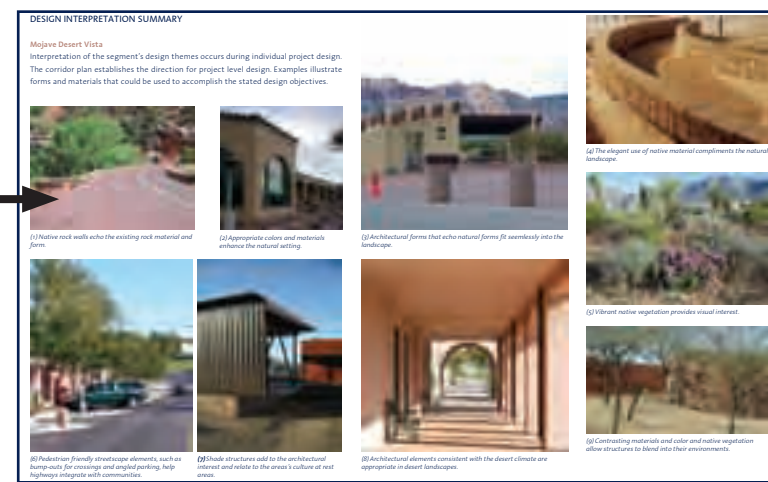 DESIGN INTERPRETATION SUMMARY
Mojave Desert Vista
Interpretation of the segment's design themes occurs during individual project design.
The corridor plan establishes the direction for project level design. Examples illustrate
forms and materials that could be used to accomplish the stated design objectives.
(1) Native rock walls echo the existing rock material and
form.
(2) Appropriate colors and materials
enhance the natural setting.
(3) Architectural forms that echo natural forms fit seemlessly into the
landscape.
(4) The elegant use of native material compliments the natural
landscape.
(5) Vibrant native vegetation provides visual interest.
(6) Pedestrian friendly streetscape elements, such as
bump-outs for crossings and angled parking, help
highways integrate with communities.
(7) Shade structures add to the architectural
interest and relate to the areas's culture at rest
areas.
(8) Architectural elements consistent with the desert climate are
appropriate in desert landscapes.
(9) Contrasting materials and color and native vegetation
allow structures to blend into their environments.